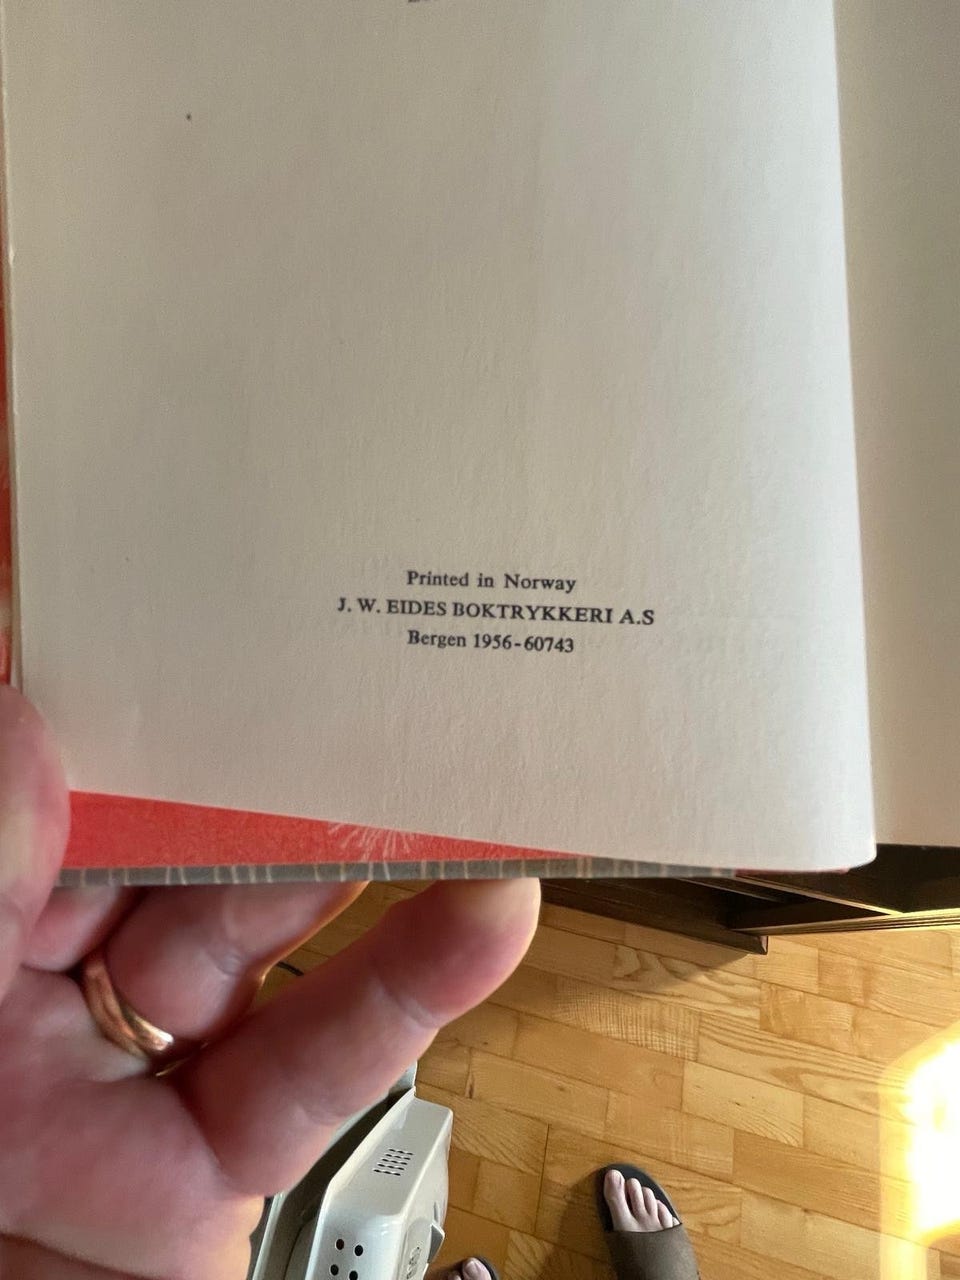 Printed in Norway
J. W. EIDES BOKTRYKKERI A.S
Bergen 1956-60743